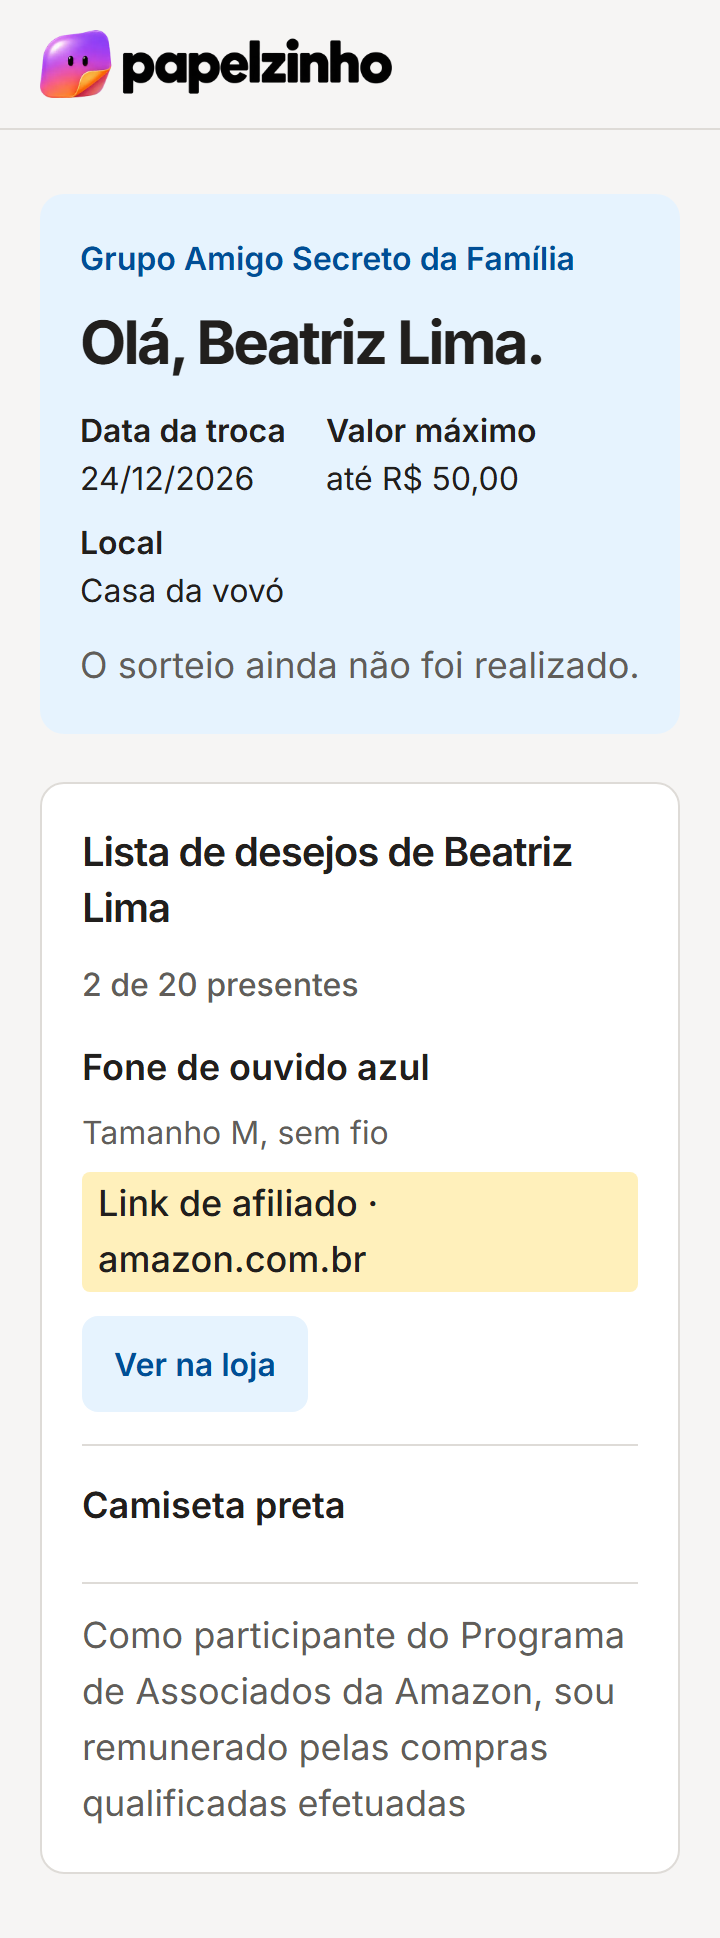 papelzinho
Grupo Amigo Secreto da Família
Olá, Beatriz Lima.
Data da troca
24/12/2026
Valor máximo
até R$ 50,00
Local
Casa da vovó
O sorteio ainda não foi realizado.
Lista de desejos de Beatriz
Lima
2 de 20 presentes
Fone de ouvido azul
Tamanho M, sem fio
Link de afiliado ·
amazon.com.br
Ver na loja
Camiseta preta
Como participante do Programa
de Associados da Amazon, sou
remunerado pelas compras
qualificadas efetuadas